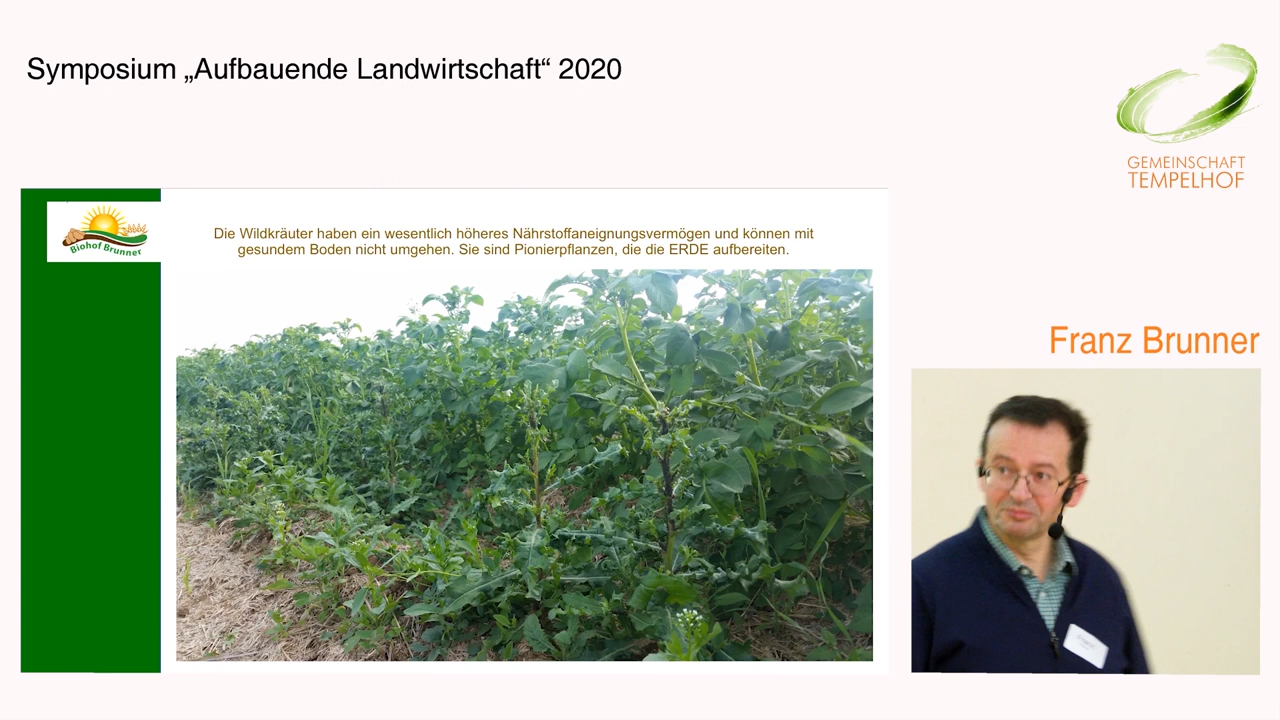 Symposium „Aufbauende Landwirtschaft“ 2020
GEMEINSCHAFT
TEMPELHOF
Biohof Brunner
Die Wildkräuter haben ein wesentlich höheres Nährstoffaneignungsvermögen und können mit
gesundem Boden nicht umgehen. Sie sind Pionierpflanzen, die die ERDE aufbereiten.
Franz Brunner